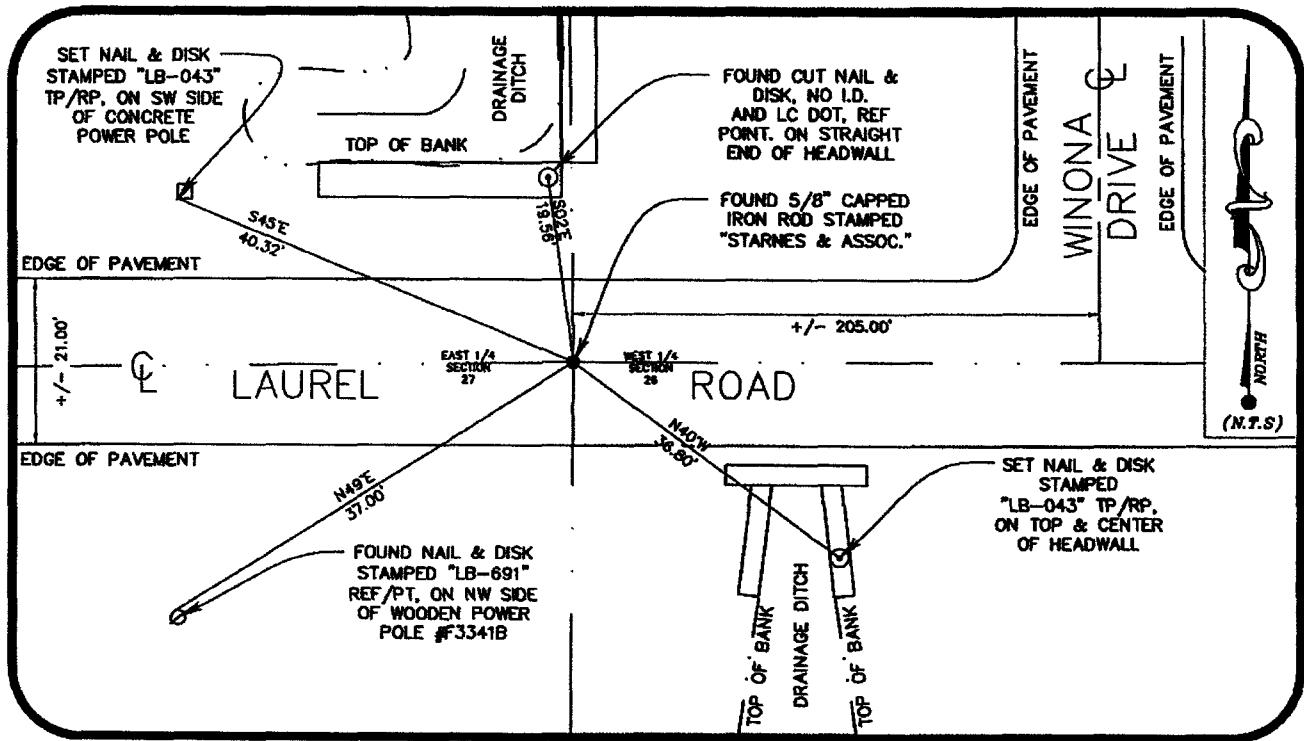 SET NAIL & DISK
STAMPED "LB-043"
TP/RP, ON SW SIDE
OF CONCRETE
POWER POLE
DRAINAGE
DITCH
TOP OF BANK
FOUND CUT NAIL &
DISK, NO I.D.
AND LC DOT, REF
POINT. ON STRAIGHT
END OF HEADWALL
EDGE OF PAVEMENT
WINONA
DRIVE
CL
EDGE OF PAVEMENT
FOUND 5/8" CAPPED
IRON ROD STAMPED
"STARNES & ASSOC."
S45°E
40.32'
S02°E
19.56
EDGE OF PAVEMENT
+/- 21.00'
+/- 205.00'
CL
LAUREL
EAST 1/4
SECTION
27
WEST 1/4
SECTION
26
ROAD
NORTH
(N.T.S)
EDGE OF PAVEMENT
N49°E
37.00'
N40°W
SET NAIL & DISK
STAMPED
"LB-043" TP/RP,
ON TOP & CENTER
OF HEADWALL
FOUND NAIL & DISK
STAMPED "LB-691"
REF/PT, ON NW SIDE
OF WOODEN POWER
POLE #F3341B
TOP OF BANK
DRAINAGE DITCH
TOP OF BANK